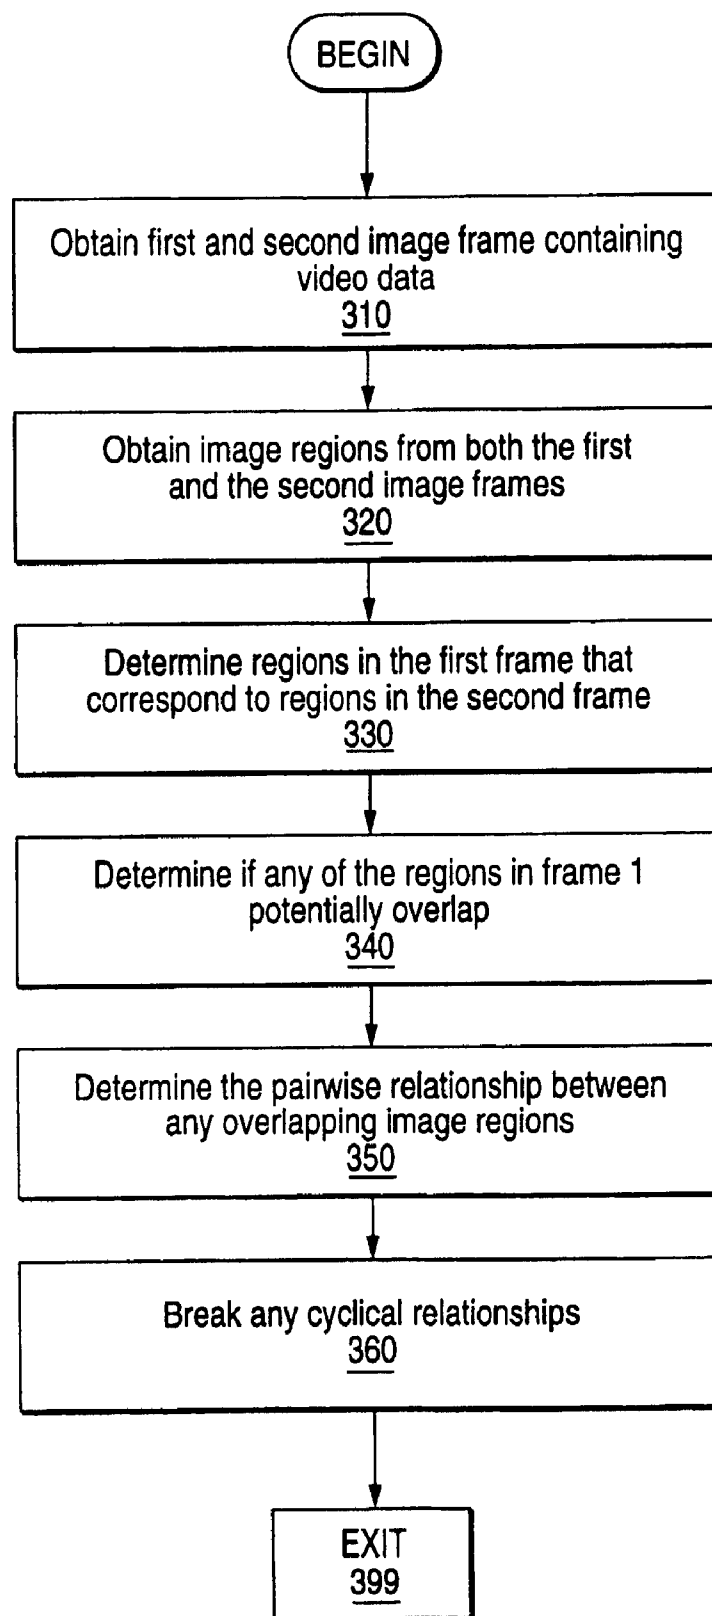 BEGIN
Obtain first and second image frame containing
video data
310
Obtain image regions from both the first
and the second image frames
320
Determine regions in the first frame that
correspond to regions in the second frame
330
Determine if any of the regions in frame 1
potentially overlap
340
Determine the pairwise relationship between
any overlapping image regions
350
Break any cyclical relationships
360
EXIT
399